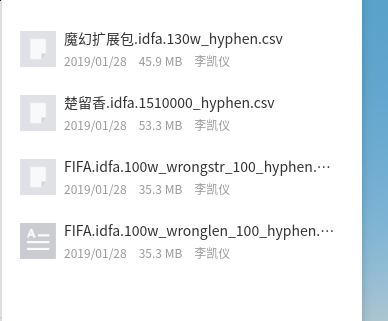 魔幻扩展包.idfa.130w_hyphen.csv
2019/01/28 45.9 MB 李凯仪
楚留香.idfa.1510000_hyphen.csv
2019/01/28 53.3 MB 李凯仪
FIFA.idfa.100w_wrongstr_100_hyphen.···
2019/01/28 35.3 MB 李凯仪
FIFA.idfa.100w_wronglen_100_hyphen.···
2019/01/28 35.3 MB 李凯仪